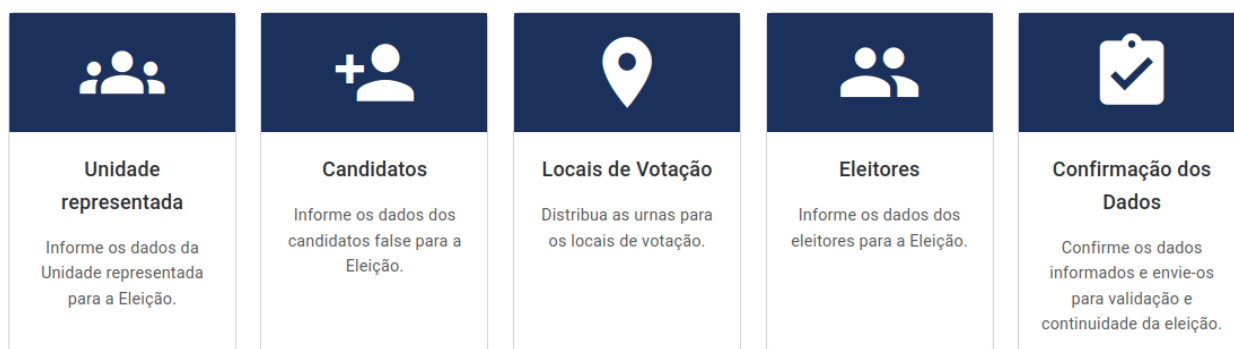 Unidade
representada
Informe os dados da
Unidade representada
para a Eleição.
Candidatos
Informe os dados dos
candidatos false para a
Eleição.
Locais de Votação
Distribua as urnas para
os locais de votação.
Eleitores
Informe os dados dos
eleitores para a Eleição.
Confirmação dos
Dados
Confirme os dados
informados e envie-os
para validação e
continuidade da eleição.